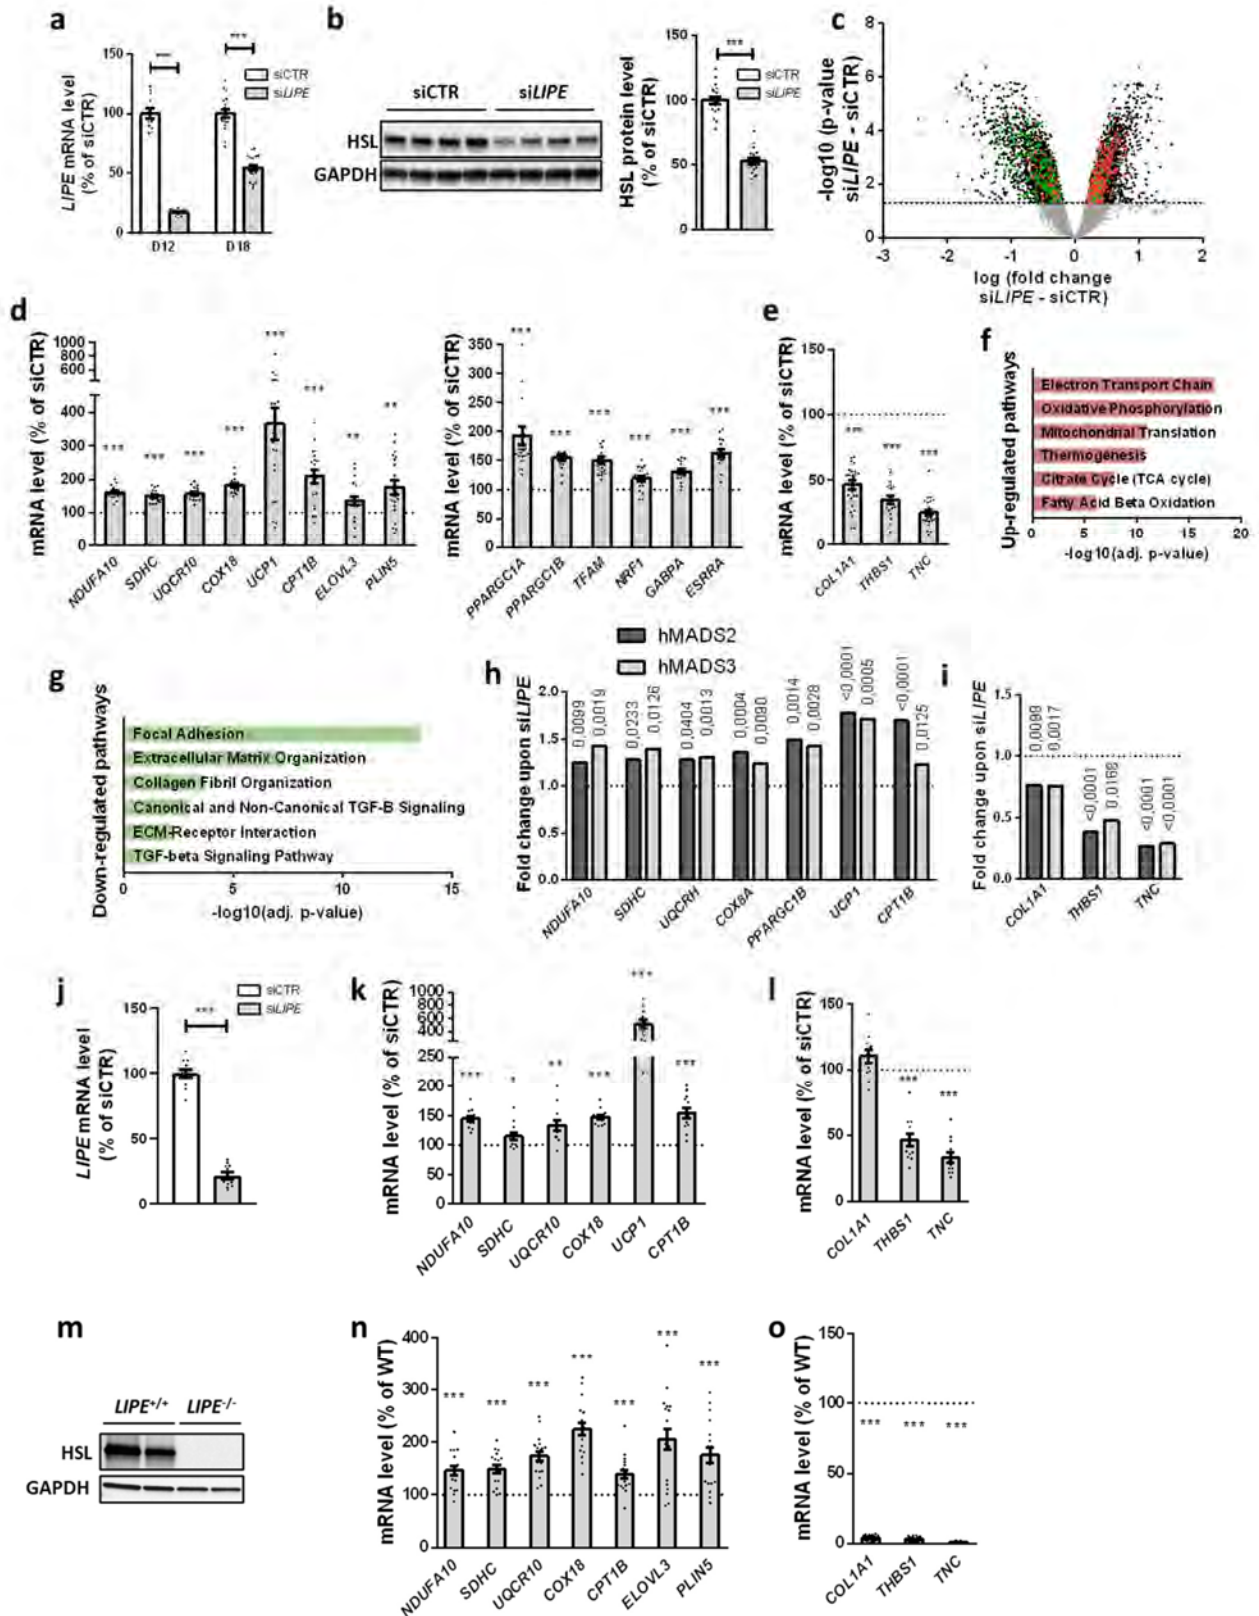 a
LIPE mRNA level
(% of siCTR)
150
100
50
0
***
***
siCTR
siLIPE
D12
D18
b
siCTR
siLIPE
HSL
GAPDH
HSL protein level
(% of siCTR)
150
100
50
0
***
siCTR
siLIPE
c
-log10 (p-value
siLIPE - siCTR)
8
6
4
2
0
-3
-2
-1
0
1
2
log (fold change
siLIPE - siCTR)
d
mRNA level (% of siCTR)
1000
800
600
400
300
200
100
0
***
***
***
***
***
***
**
**
NDUFA10
SDHC
UQCR10
COX18
UCP1
CPT1B
ELOVL3
PLIN5
mRNA level (% of siCTR)
350
300
250
200
150
100
50
0
***
***
***
***
***
***
PPARGC1A
PPARGC1B
TFAM
NRF1
GABPA
ESRRA
e
mRNA level (% of siCTR)
150
100
50
0
***
***
***
COL1A1
THBS1
TNC
f
Up-regulated pathways
Electron Transport Chain
Oxidative Phosphorylation
Mitochondrial Translation
Thermogenesis
Citrate Cycle (TCA cycle)
Fatty Acid Beta Oxidation
0
5
10
15
20
-log10(adj. p-value)
g
Down-regulated pathways
Focal Adhesion
Extracellular Matrix Organization
Collagen Fibril Organization
Canonical and Non-Canonical TGF-B Signaling
ECM-Receptor Interaction
TGF-beta Signaling Pathway
0
5
10
15
-log10(adj. p-value)
hMADS2
hMADS3
h
Fold change upon siLIPE
2.0
1.5
1.0
0.5
0.0
0,0099
0,0019
0,0233
0,0126
0,0404
0,0013
0,0004
0,0090
0,0014
0,0028
<0,0001
0,0005
<0,0001
0,0125
NDUFA10
SDHC
UQCRH
COX8A
PPARGC1B
UCP1
CPT1B
i
Fold change upon siLIPE
1.5
1.0
0.5
0.0
0,0099
0,0017
<0,0001
0,0168
<0,0001
<0,0001
COL1A1
THBS1
TNC
j
LIPE mRNA level
(% of siCTR)
150
100
50
0
***
siCTR
siLIPE
k
mRNA level (% of siCTR)
1000
800
600
400
250
200
150
100
50
0
***
*
**
***
***
***
NDUFA10
SDHC
UQCR10
COX18
UCP1
CPT1B
l
mRNA level (% of siCTR)
150
100
50
0
***
***
COL1A1
THBS1
TNC
m
LIPE+/+
LIPE-/-
HSL
GAPDH
n
mRNA level (% of WT)
400
300
200
100
0
***
***
***
***
***
***
***
NDUFA10
SDHC
UQCR10
COX18
CPT1B
ELOVL3
PLIN5
o
mRNA level (% of WT)
150
100
50
0
***
***
***
COL1A1
THBS1
TNC